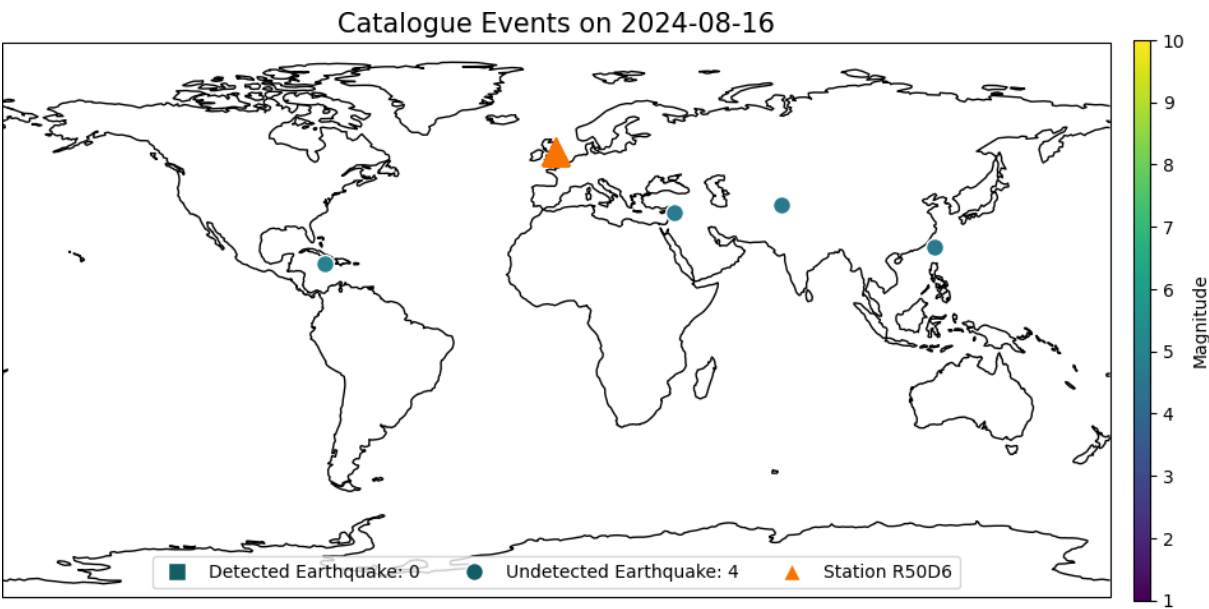 Catalogue Events on 2024-08-16
10
9
8
7
6
5
4
3
2
1
Magnitude
Detected Earthquake: 0
Undetected Earthquake: 4
Station R50D6